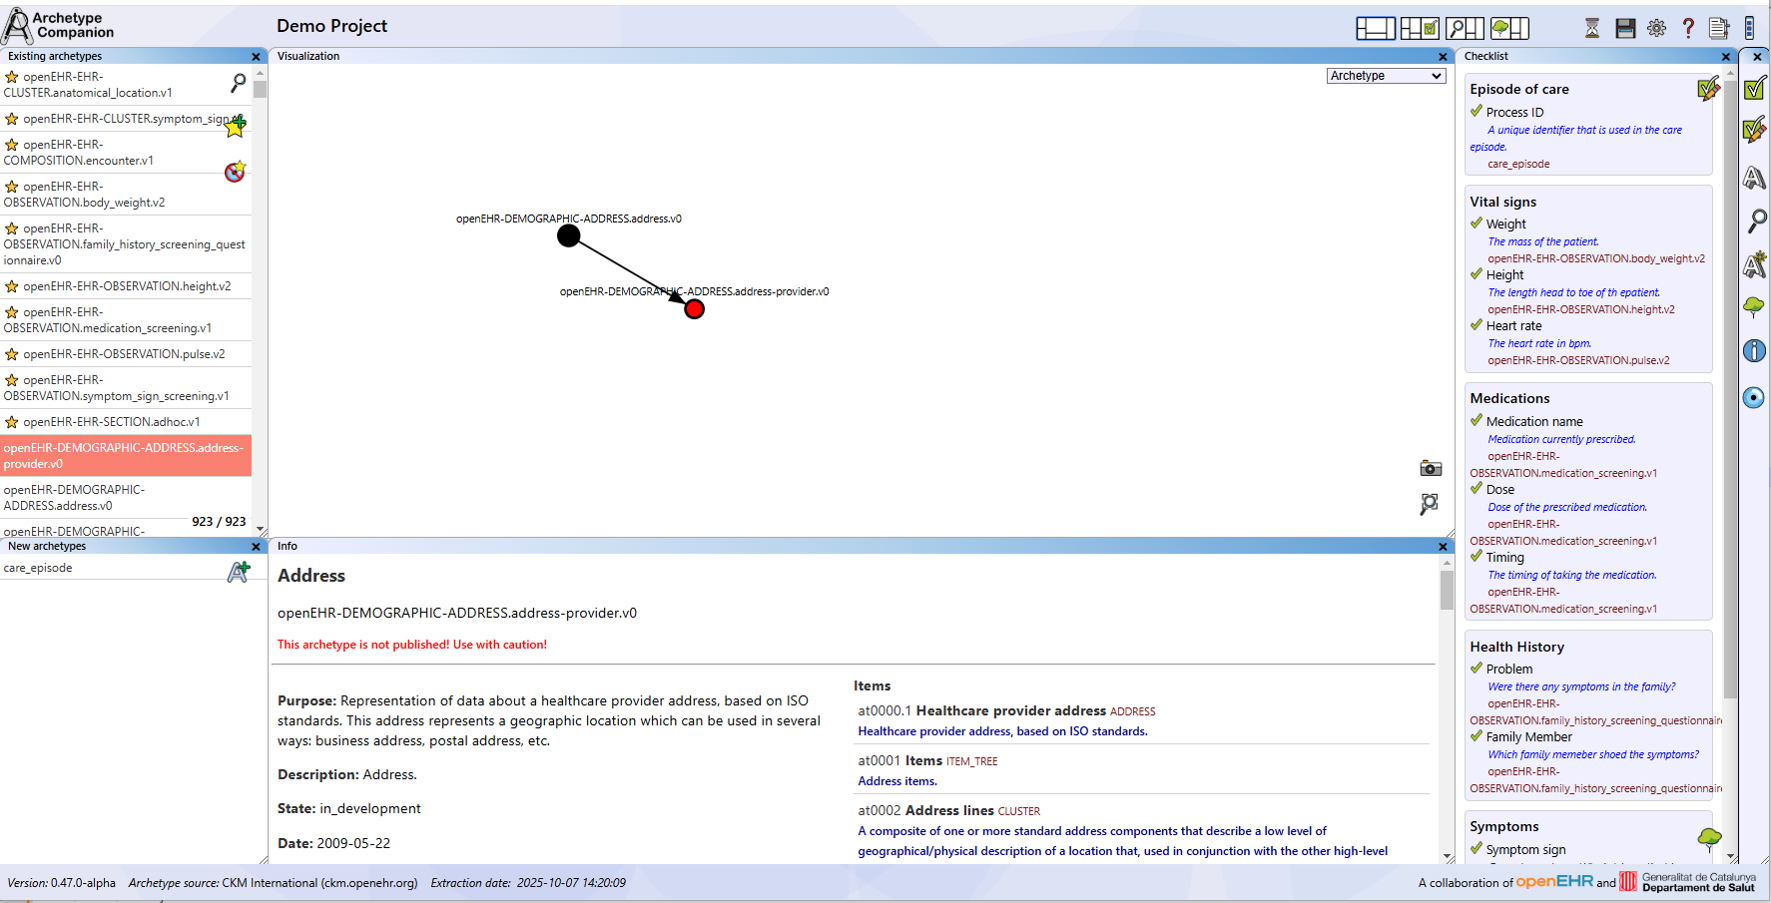 Archetype
Companion
Demo Project
Existing archetypes
openEHR-EHR-
CLUSTER.anatomical_location.v1
openEHR-EHR-CLUSTER.symptom_sign.
openEHR-EHR-
COMPOSITION.encounter.v1
openEHR-EHR-
OBSERVATION.body_weight.v2
openEHR-EHR-
OBSERVATION.family_history_screening_quest
ionnaire.v0
openEHR-EHR-OBSERVATION.height.v2
openEHR-EHR-
OBSERVATION.medication_screening.v1
openEHR-EHR-OBSERVATION.pulse.v2
openEHR-EHR-
OBSERVATION.symptom_sign_screening.v1
openEHR-EHR-SECTION.adhoc.v1
openEHR-DEMOGRAPHIC-ADDRESS.address-
provider.v0
openEHR-DEMOGRAPHIC-
ADDRESS.address.v0
923 / 923
openEHR-DEMOGRAPHIC-
New archetypes
care_episode
Visualization
Archetype
openEHR-DEMOGRAPHIC-ADDRESS.address.v0
openEHR-DEMOGRAPHIC-ADDRESS.address-provider.v0
Info
Address
openEHR-DEMOGRAPHIC-ADDRESS.address-provider.v0
This archetype is not published! Use with caution!
Purpose: Representation of data about a healthcare provider address, based on ISO
standards. This address represents a geographic location which can be used in several
ways: business address, postal address, etc.
Description: Address.
State: in_development
Date: 2009-05-22
Items
at0000.1 Healthcare provider address ADDRESS
Healthcare provider address, based on ISO standards.
at0001 Items ITEM_TREE
Address items.
at0002 Address lines CLUSTER
A composite of one or more standard address components that describe a low level of
geographical/physical description of a location that, used in conjunction with the other high-level
Checklist
Episode of care
Process ID
A unique identifier that is used in the care
episode.
care_episode
Vital signs
Weight
The mass of the patient.
openEHR-EHR-OBSERVATION.body_weight.v2
Height
The length head to toe of th epatient.
openEHR-EHR-OBSERVATION.height.v2
Heart rate
The heart rate in bpm.
openEHR-EHR-OBSERVATION.pulse.v2
Medications
Medication name
Medication currently prescribed.
openEHR-EHR-
OBSERVATION.medication_screening.v1
Dose
Dose of the prescribed medication.
openEHR-EHR-
OBSERVATION.medication_screening.v1
Timing
The timing of taking the medication.
openEHR-EHR-
OBSERVATION.medication_screening.v1
Health History
Problem
Were there any symptoms in the family?
openEHR-EHR-
OBSERVATION.family_history_screening_questionnaire
Family Member
Which family memeber shoed the symptoms?
openEHR-EHR-
OBSERVATION.family_history_screening_questionnaire
Symptoms
Symptom sign
Version: 0.47.0-alpha Archetype source: CKM International (ckm.openehr.org) Extraction date: 2025-10-07 14:20:09
A collaboration of openEHR and Generalitat de Catalunya
Departament de Salut